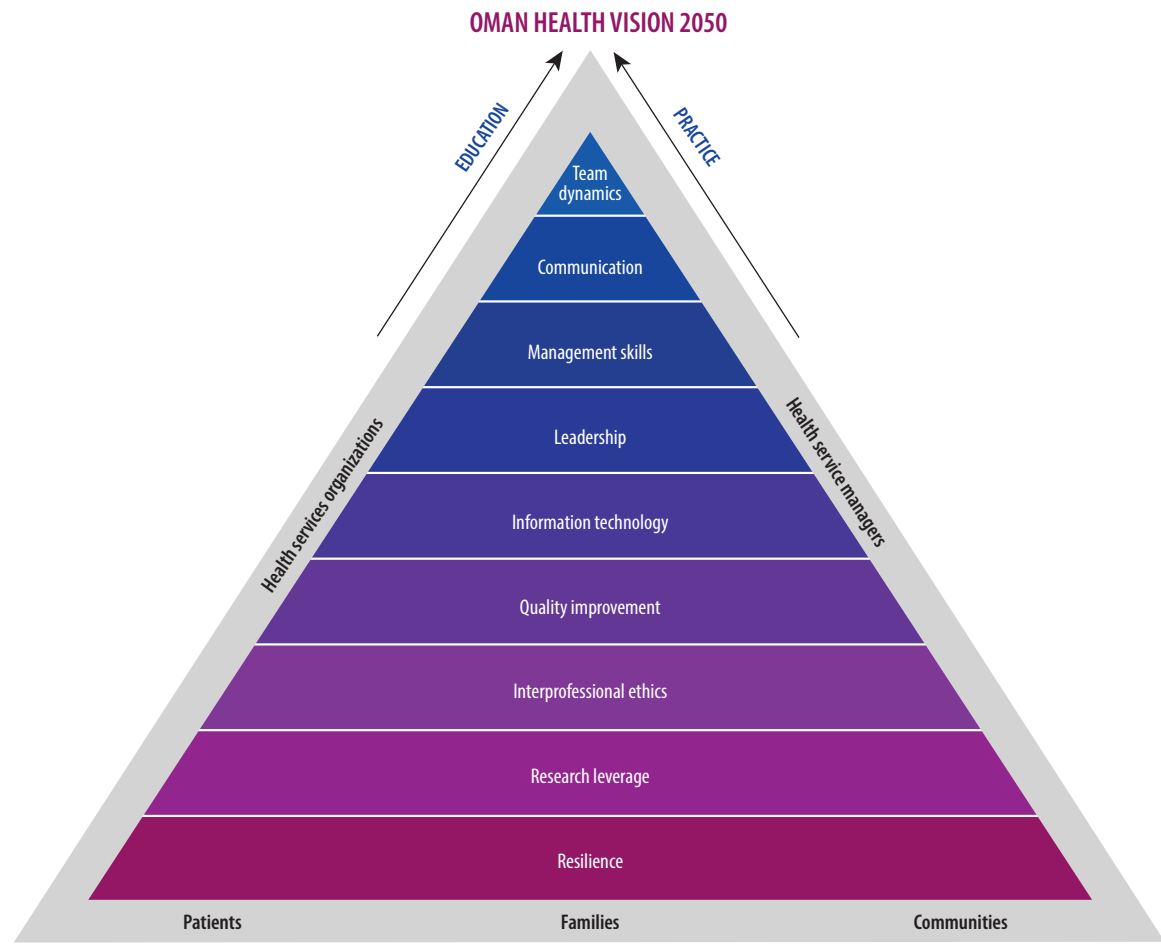 OMAN HEALTH VISION 2050
EDUCATION
PRACTICE
Team
dynamics
Communication
Management skills
Leadership
Health services organizations
Health service managers
Information technology
Quality improvement
Interprofessional ethics
Research leverage
Resilience
Patients
Families
Communities